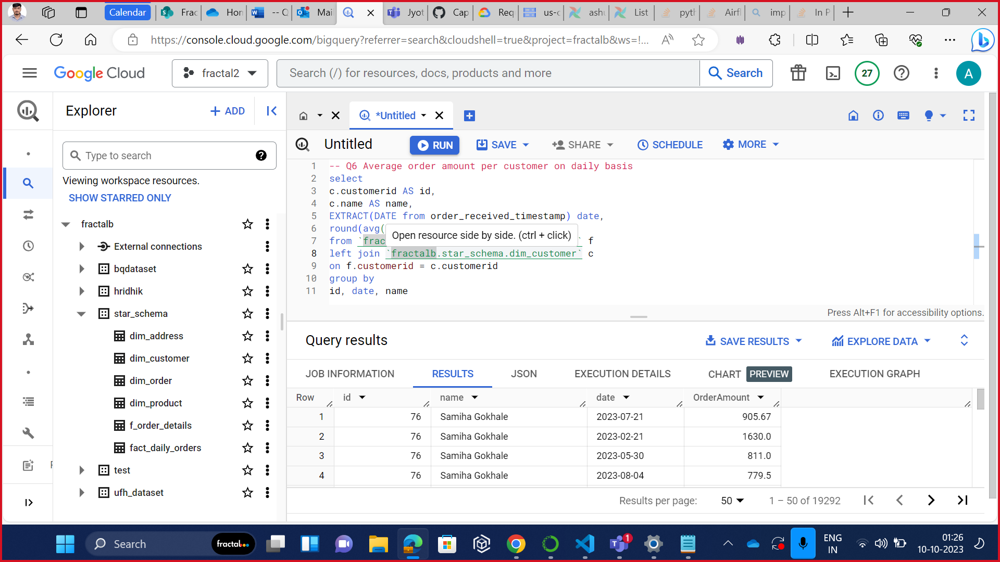 Calendar
Frac
Hon
-- Q
Mail
Jyot
Cap
Req
us-c
ashu
List
pyth
Airfl
imp
In P
https://console.cloud.google.com/bigquery?referrer=search&cloudshell=true&project=fractalb&ws=!...
Google Cloud
fractal2
Search (/) for resources, docs, products and more
Search
27
A
Explorer
+ ADD
*Untitled
Untitled
RUN
SAVE
SHARE
SCHEDULE
MORE
Type to search
Viewing workspace resources.
SHOW STARRED ONLY
fractalb
External connections
bqdataset
hridhik
star_schema
dim_address
dim_customer
dim_order
dim_product
f_order_details
fact_daily_orders
test
ufh_dataset
1 -- Q6 Average order amount per customer on daily basis
2 select
3 c.customerid AS id,
4 c.name AS name,
5 EXTRACT(DATE from order_received_timestamp) date,
6 round(avg(
Open resource side by side. (ctrl + click)
7 from `frac ` f
8 left join `fractalb.star_schema.dim_customer` c
9 on f.customerid = c.customerid
10 group by
11 id, date, name
Press Alt+F1 for accessibility options.
Query results
SAVE RESULTS
EXPLORE DATA
JOB INFORMATION
RESULTS
JSON
EXECUTION DETAILS
CHART PREVIEW
EXECUTION GRAPH
Row id name date OrderAmount
1 76 Samiha Gokhale 2023-07-21 905.67
2 76 Samiha Gokhale 2023-02-21 1630.0
3 76 Samiha Gokhale 2023-05-30 811.0
4 76 Samiha Gokhale 2023-08-04 779.5
Results per page: 50 1 – 50 of 19292
Search
fractal
1
ENG
IN
01:26
10-10-2023